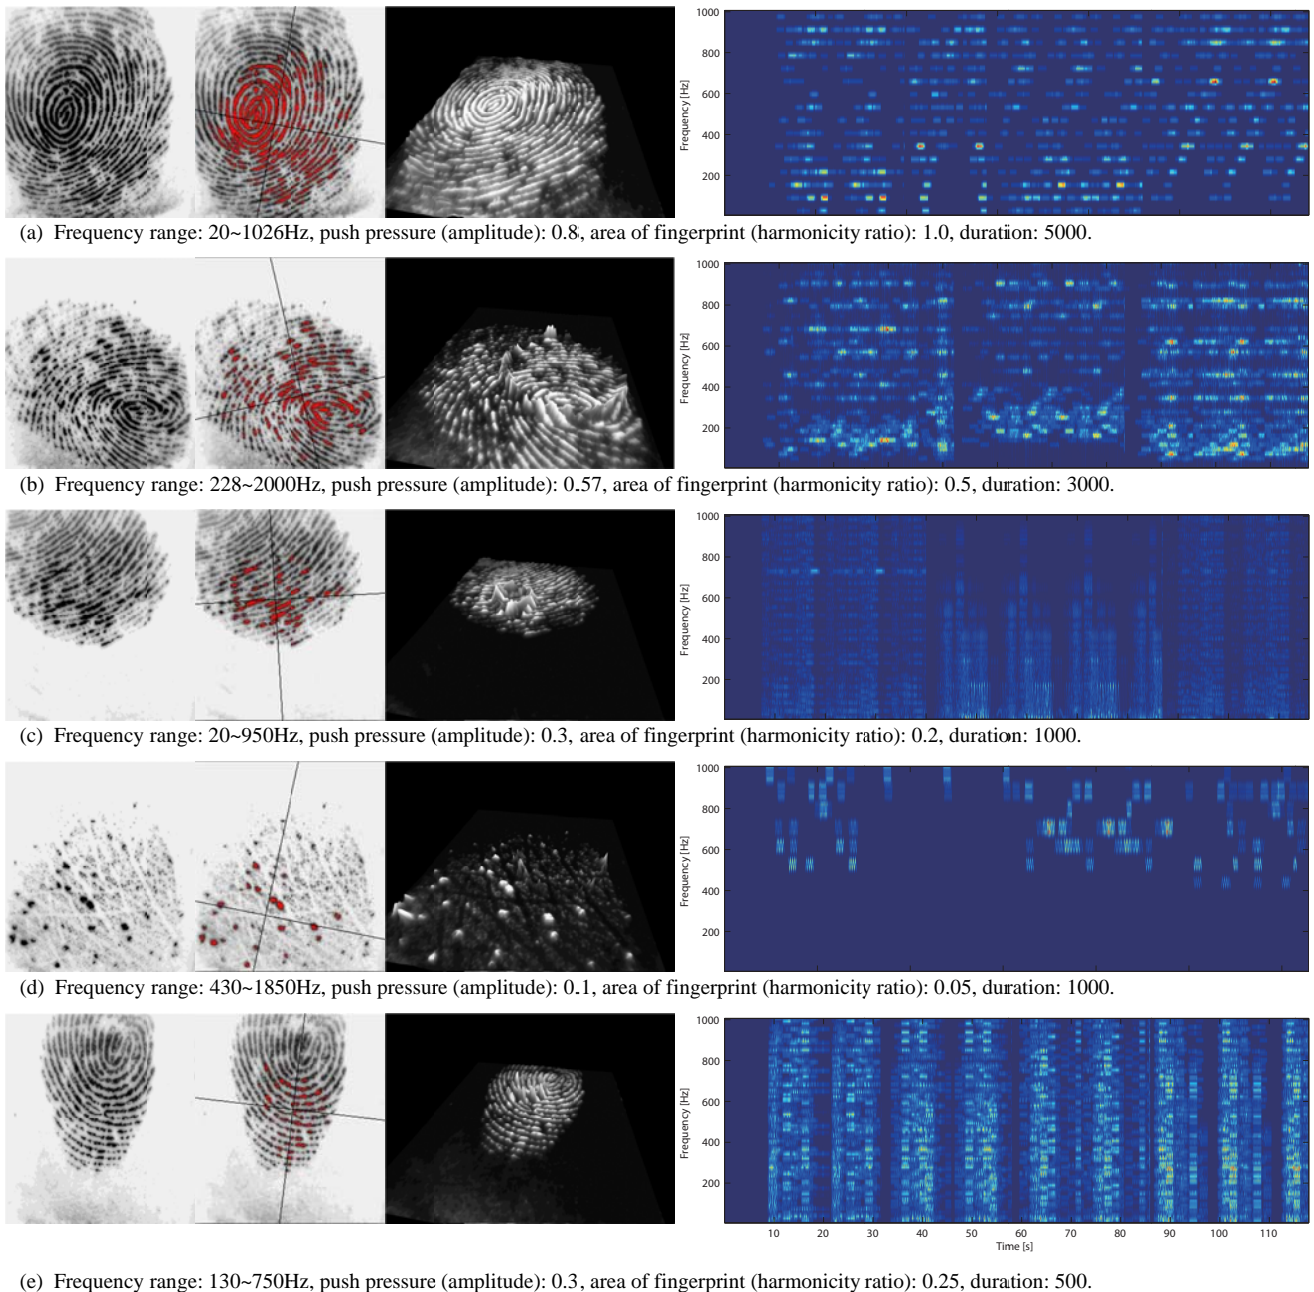 1000
800
600
400
200
Frequency [Hz]
(a) Frequency range: 20~1026Hz, push pressure (amplitude): 0.8, area of fingerprint (harmonicity ratio): 1.0, duration: 5000.
1000
800
600
400
200
Frequency [Hz]
(b) Frequency range: 228~2000Hz, push pressure (amplitude): 0.57, area of fingerprint (harmonicity ratio): 0.5, duration: 3000.
1000
800
600
400
200
Frequency [Hz]
(c) Frequency range: 20~950Hz, push pressure (amplitude): 0.3, area of fingerprint (harmonicity ratio): 0.2, duration: 1000.
1000
800
600
400
200
Frequency [Hz]
(d) Frequency range: 430~1850Hz, push pressure (amplitude): 0.1, area of fingerprint (harmonicity ratio): 0.05, duration: 1000.
1000
800
600
400
200
Frequency [Hz]
10 20 30 40 50 60 70 80 90 100 110
Time [s]
(e) Frequency range: 130~750Hz, push pressure (amplitude): 0.3, area of fingerprint (harmonicity ratio): 0.25, duration: 500.